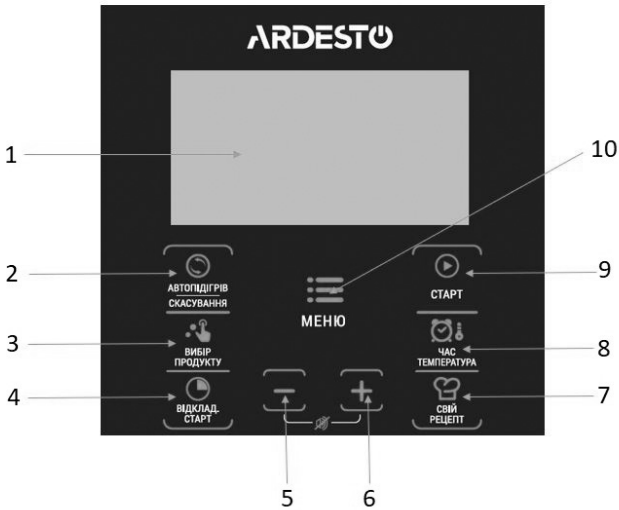 ARDESTO
1
10
2
АВТОПІДІГРІВ
СКАСУВАННЯ
МЕНЮ
СТАРТ
9
3
ВИБІР
ПРОДУКТУ
ЧАС
ТЕМПЕРАТУРА
8
4
ВІДКЛАД.
СТАРТ
СВІЙ
РЕЦЕПТ
7
5
6